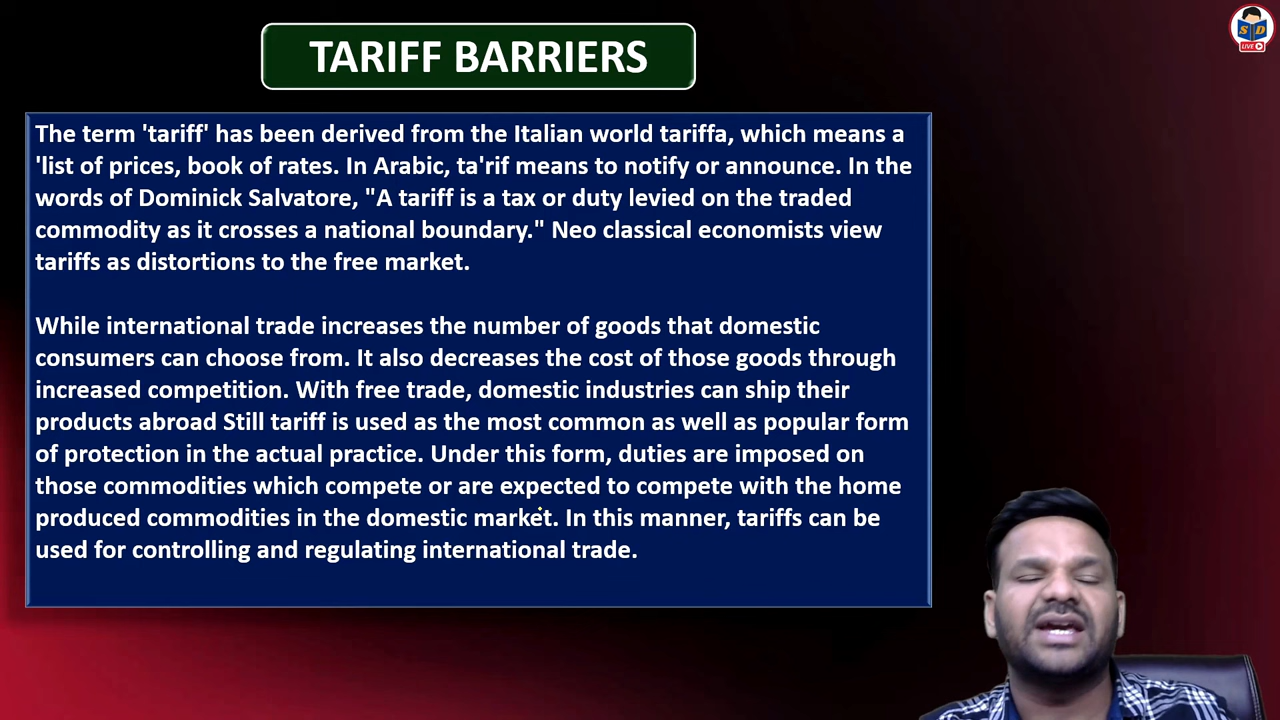 TARIFF BARRIERS
The term 'tariff' has been derived from the Italian world tariffa, which means a
'list of prices, book of rates. In Arabic, ta'rif means to notify or announce. In the
words of Dominick Salvatore, "A tariff is a tax or duty levied on the traded
commodity as it crosses a national boundary." Neo classical economists view
tariffs as distortions to the free market.
While international trade increases the number of goods that domestic
consumers can choose from. It also decreases the cost of those goods through
increased competition. With free trade, domestic industries can ship their
products abroad Still tariff is used as the most common as well as popular form
of protection in the actual practice. Under this form, duties are imposed on
those commodities which compete or are expected to compete with the home
produced commodities in the domestic market. In this manner, tariffs can be
used for controlling and regulating international trade.
S D
LIVE